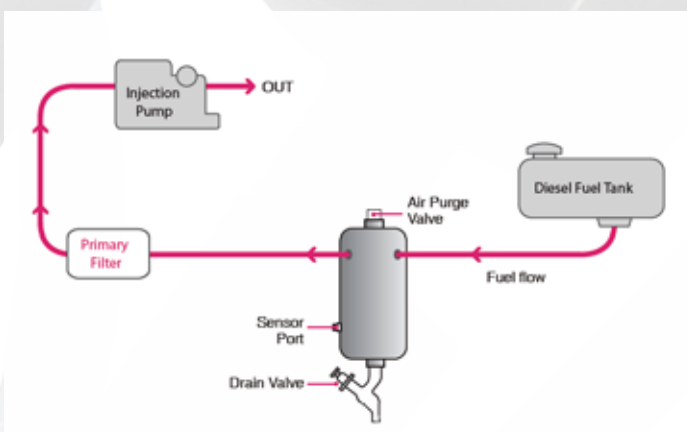 Injection
Pump
OUT
Diesel Fuel Tank
Air Purge
Valve
Primary
Filter
Fuel flow
Sensor
Port
Drain Valve